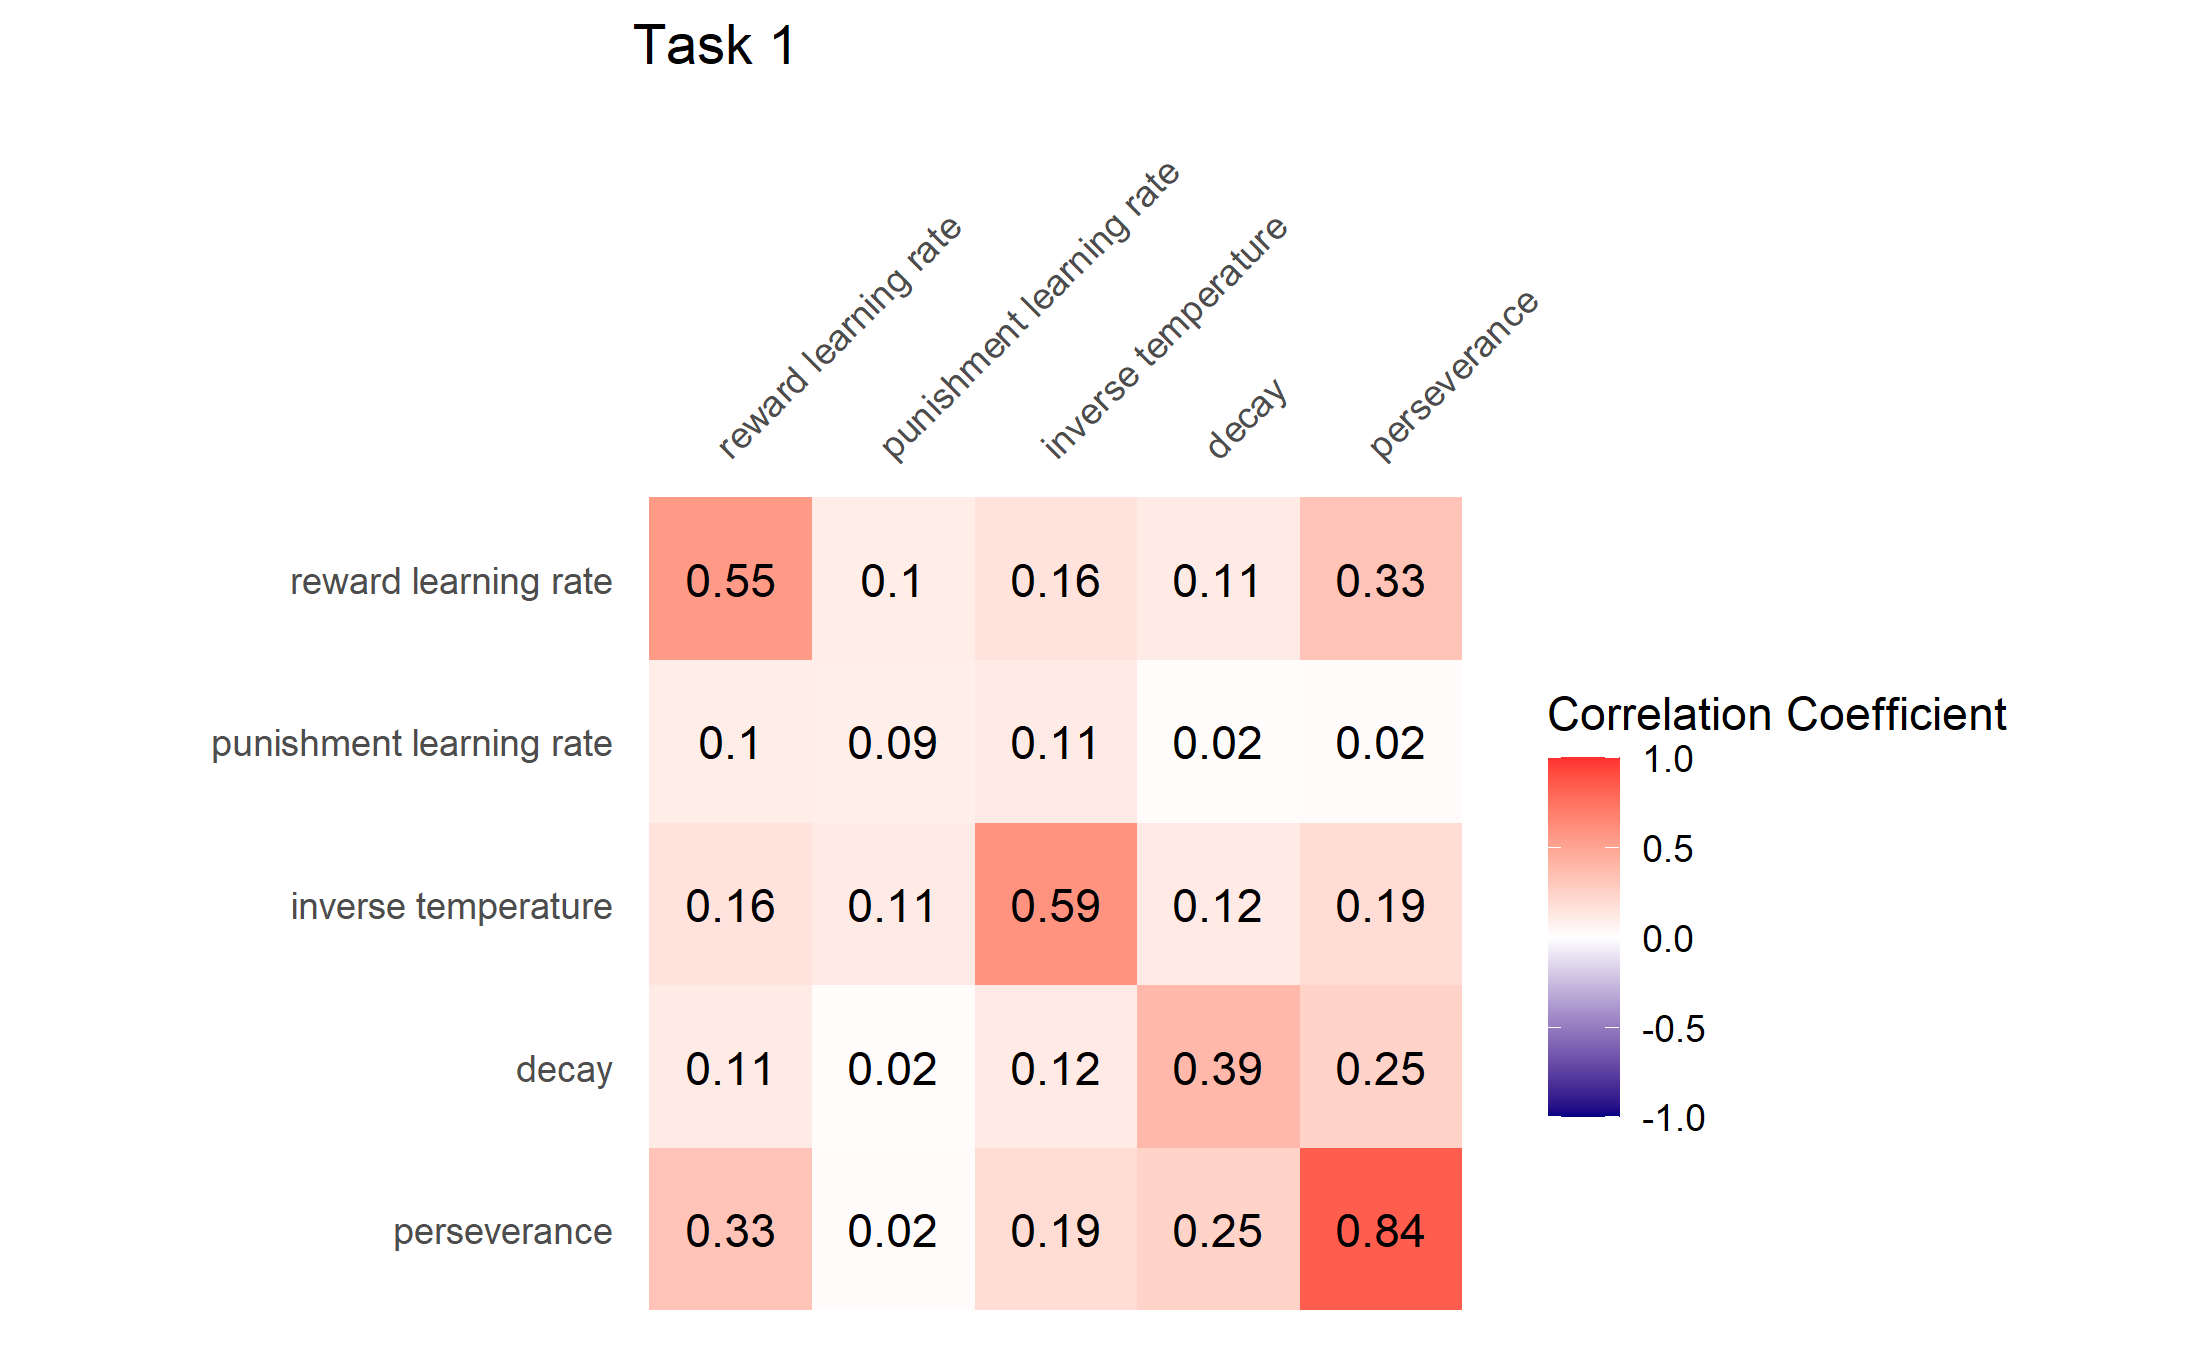 Task 1
reward learning rate
punishment learning rate
inverse temperature
decay
perseverance
reward learning rate 0.55 0.1 0.16 0.11 0.33
punishment learning rate 0.1 0.09 0.11 0.02 0.02
inverse temperature 0.16 0.11 0.59 0.12 0.19
decay 0.11 0.02 0.12 0.39 0.25
perseverance 0.33 0.02 0.19 0.25 0.84
Correlation Coefficient
1.0
0.5
0.0
-0.5
-1.0